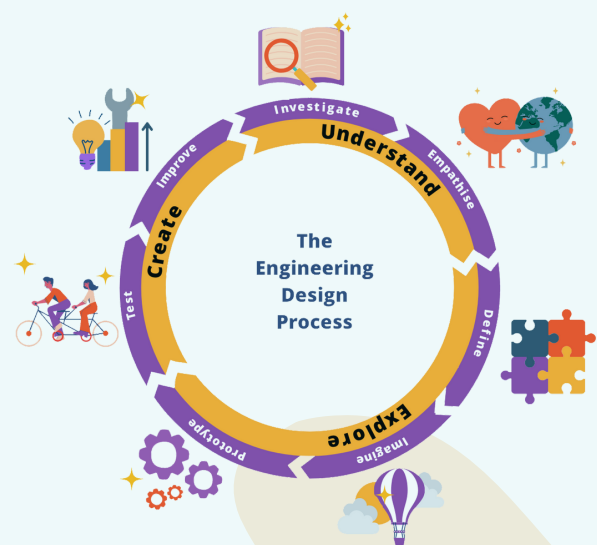 The
Engineering
Design
Process
Understand
Investigate
Empathise
Explore
Define
Imagine
Prototype
Create
Test
Improve